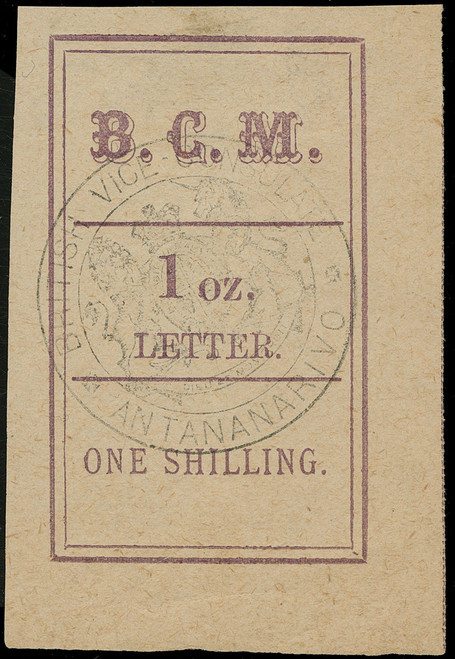 B. C. M.
BRITISH VICE-CONSULATE
1 oz.
LETTER.
ANTANANARIVO
ONE SHILLING.